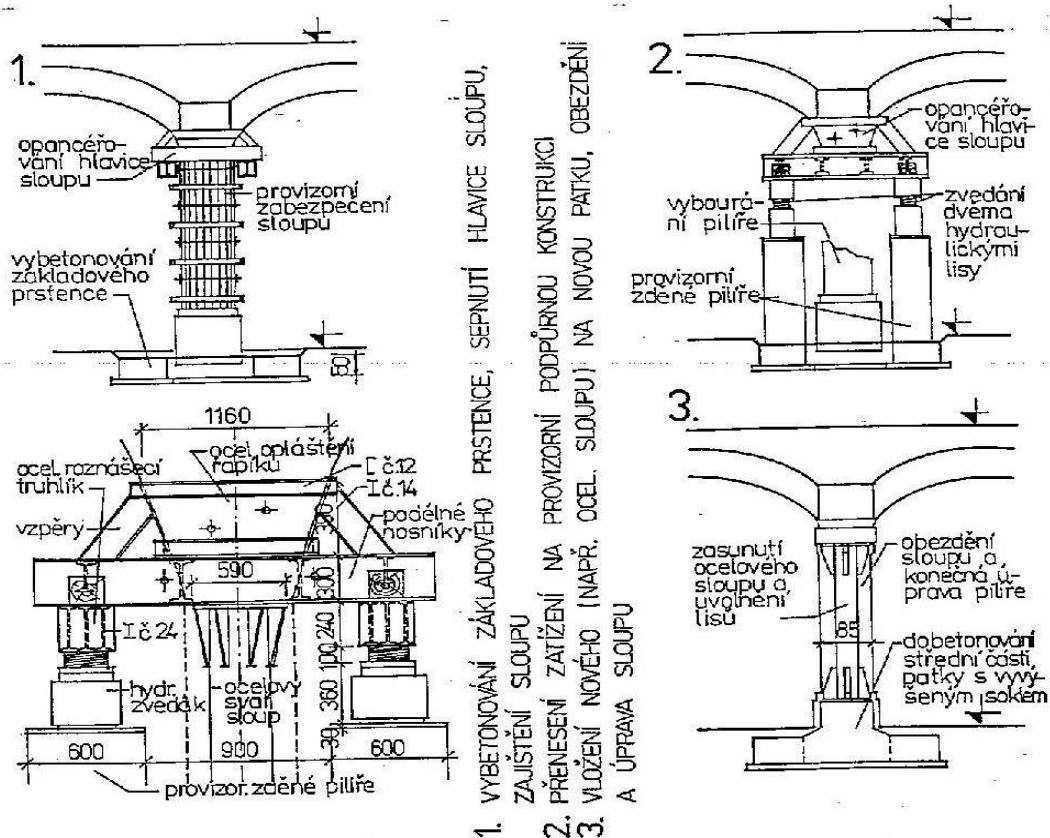 1.
opancéřo-
vání hlavice
sloupu
provizorní
zabezpečení
sloupu
vybetonování
základového
prstence
50
1160
ocel. opláštění
řapíků
ocel. roznášecí
truhlík
[ č.12
I č.14
vzpěry
podélné
nosníky
590
I č.24
390
300
240
100
360
30
hydr.
zvedák
ocelový
svař.
sloup
600
900
600
provizor. zděné pilíře
1. VYBETONOVÁNÍ ZÁKLADOVÉHO PRSTENCE, SEPNUTÍ HLAVICE SLOUPU,
ZAJIŠTĚNÍ SLOUPU
2. PŘENESENÍ ZATÍŽENÍ NA PROVIZORNÍ PODPŮRNOU KONSTRUKCI
3. VLOŽENÍ NOVÉHO (NAPŘ. OCEL. SLOUPU) NA NOVOU PATKU, OBEZDĚNÍ
A ÚPRAVA SLOUPU
2.
opancéřo-
vání hlavi-
ce sloupu
vybourá-
ní pilíře
zvedání
dvěma
hydrau-
lickými
lisy
provizorní
zděné pilíře
3.
zasunutí
ocelového
sloupu a
uvolnění
lisů
obezdění
sloupu a
konečná ú-
prava pilíře
85
dobetonování
střední části
patky s vyvý-
šeným soklem